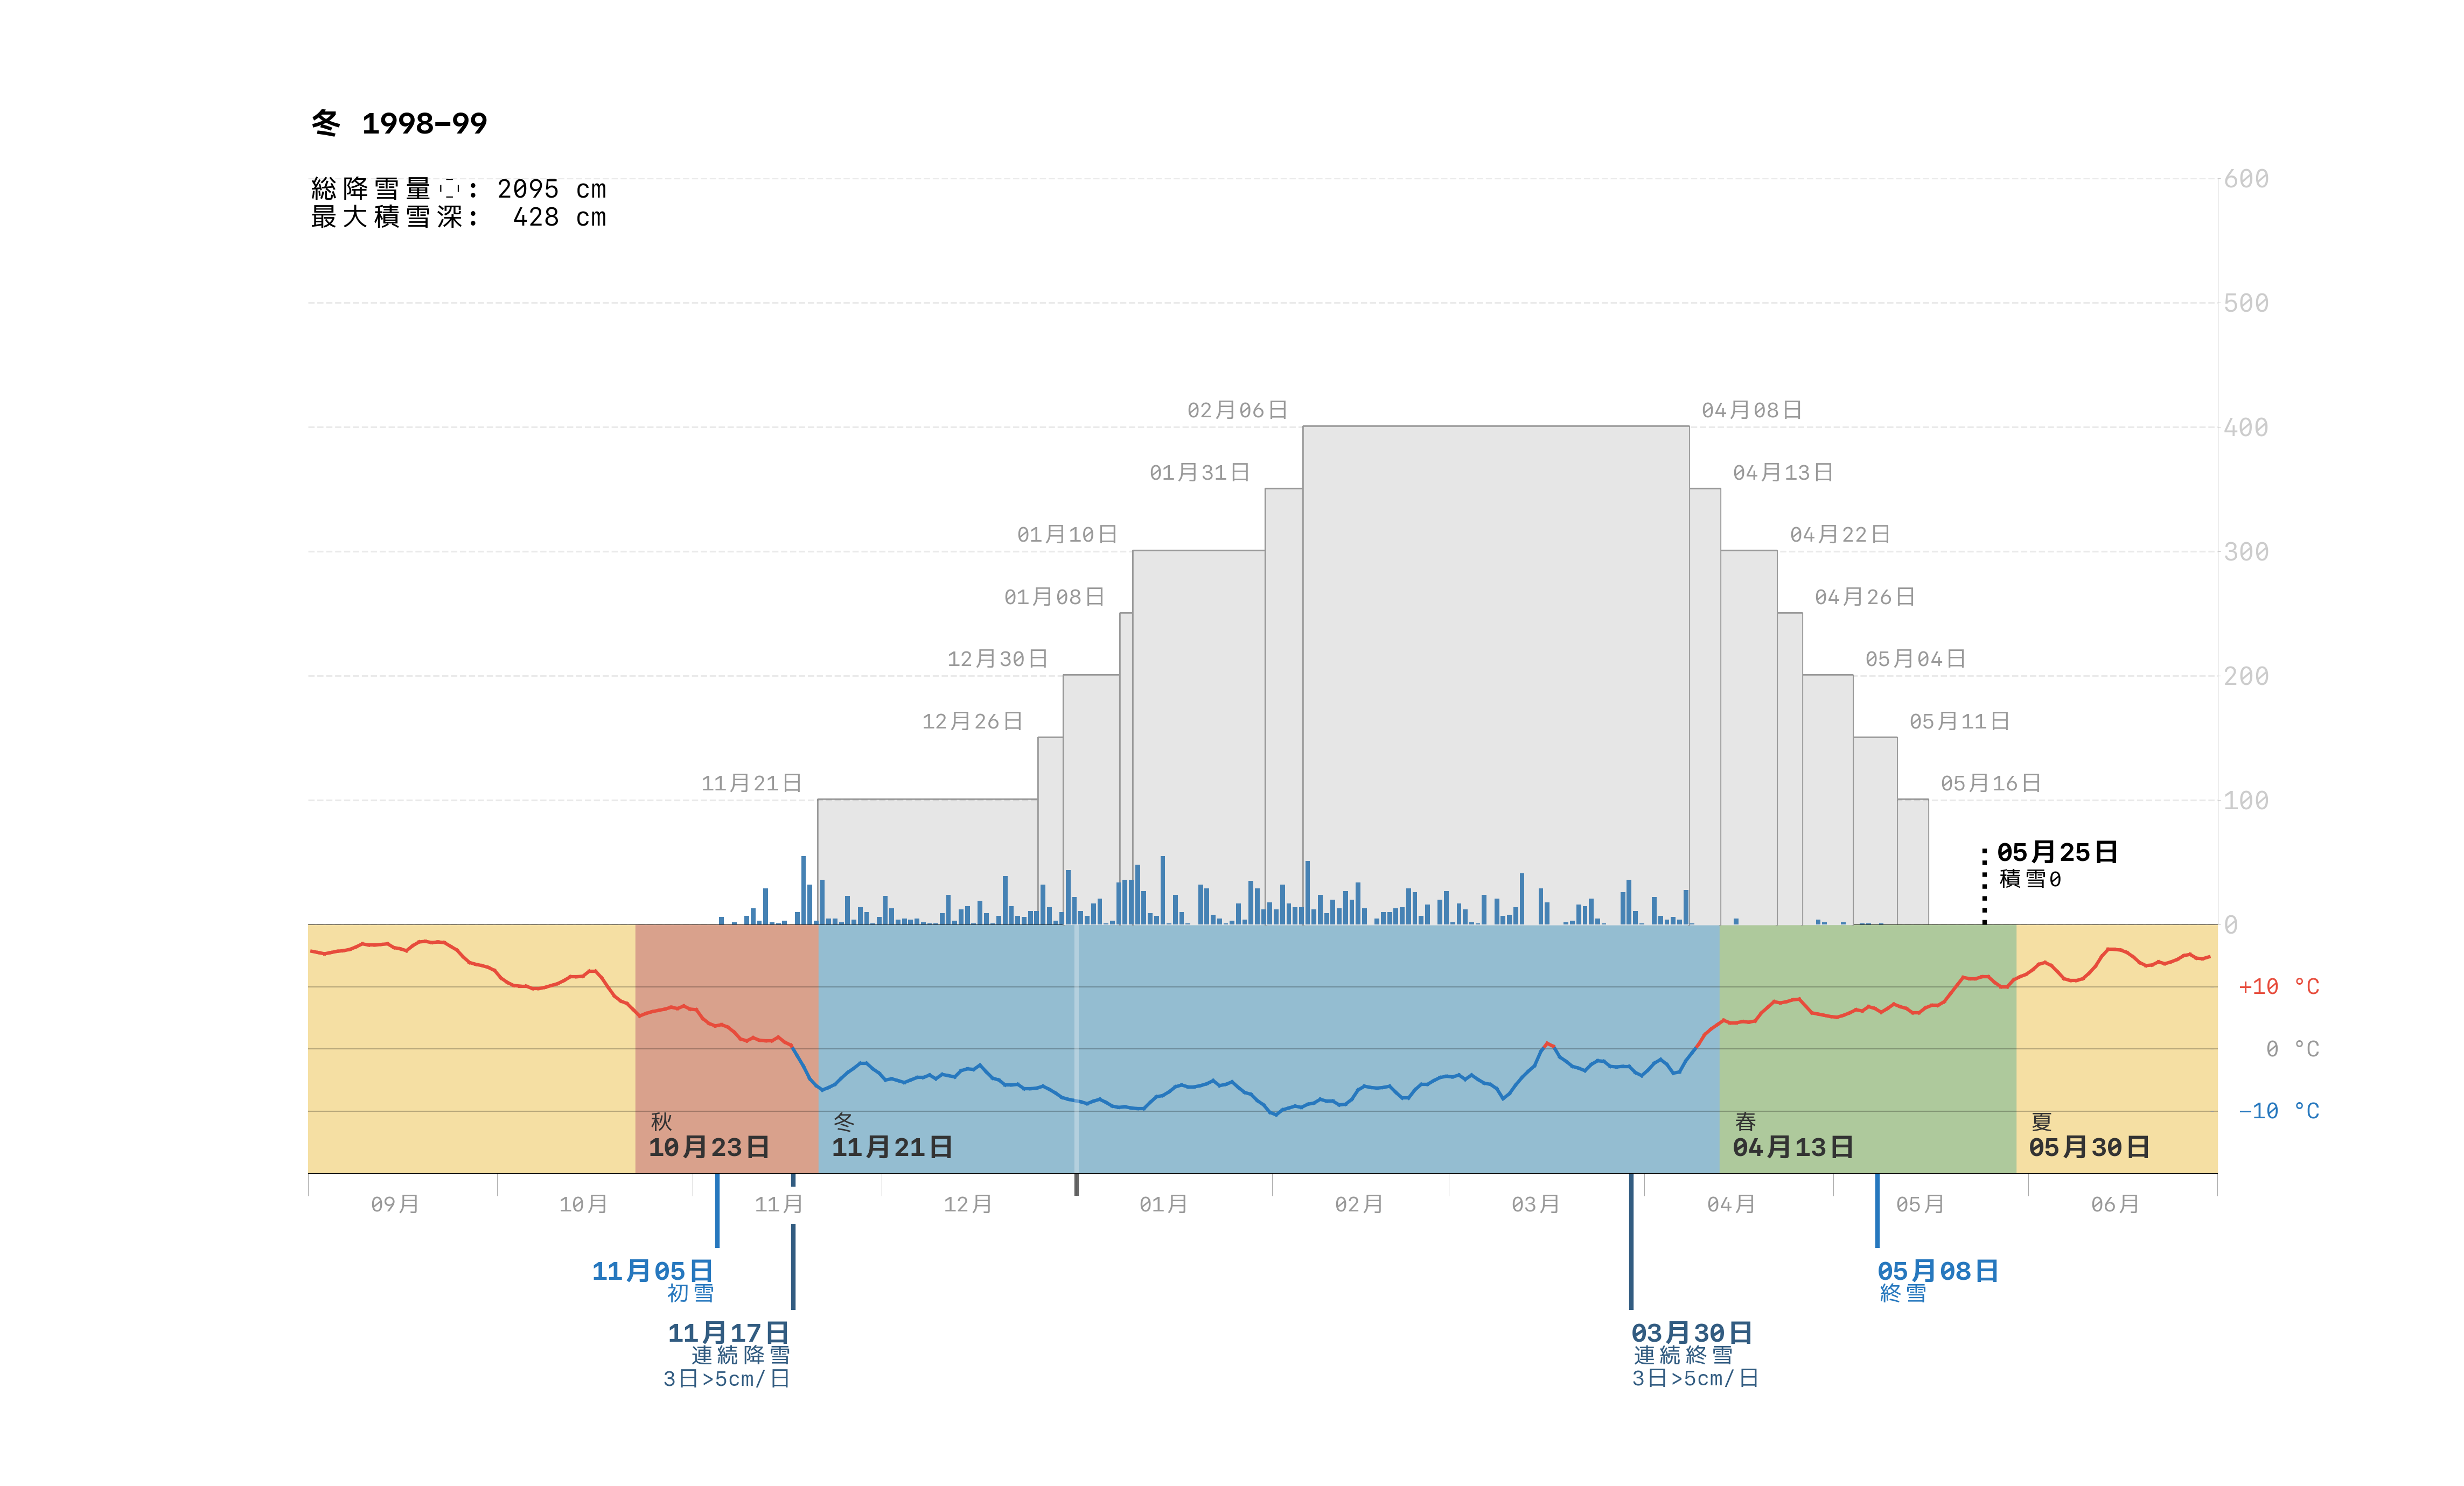 冬 1998–99
総降雪量: 2095 cm
最大積雪深: 428 cm
600
500
400
300
200
100
0
02月06日
04月08日
01月31日
04月13日
01月10日
04月22日
01月08日
04月26日
12月30日
05月04日
12月26日
05月11日
11月21日
05月16日
05月25日
積雪0
+10 °C
0 °C
−10 °C
秋
10月23日
冬
11月21日
春
04月13日
夏
05月30日
09月
10月
11月
12月
01月
02月
03月
04月
05月
06月
11月05日
初雪
05月08日
終雪
11月17日
連続降雪
3日>5cm/日
03月30日
連続終雪
3日>5cm/日